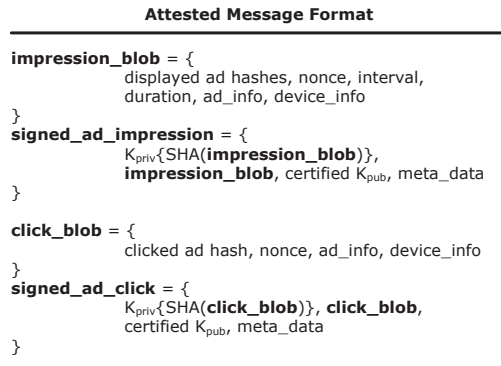 Attested Message Format
impression_blob = {
displayed ad hashes, nonce, interval,
duration, ad_info, device_info
}
signed_ad_impression = {
Kpriv{SHA(impression_blob)},
impression_blob, certified Kpub, meta_data
}
click_blob = {
clicked ad hash, nonce, ad_info, device_info
}
signed_ad_click = {
Kpriv{SHA(click_blob)}, click_blob,
certified Kpub, meta_data
}